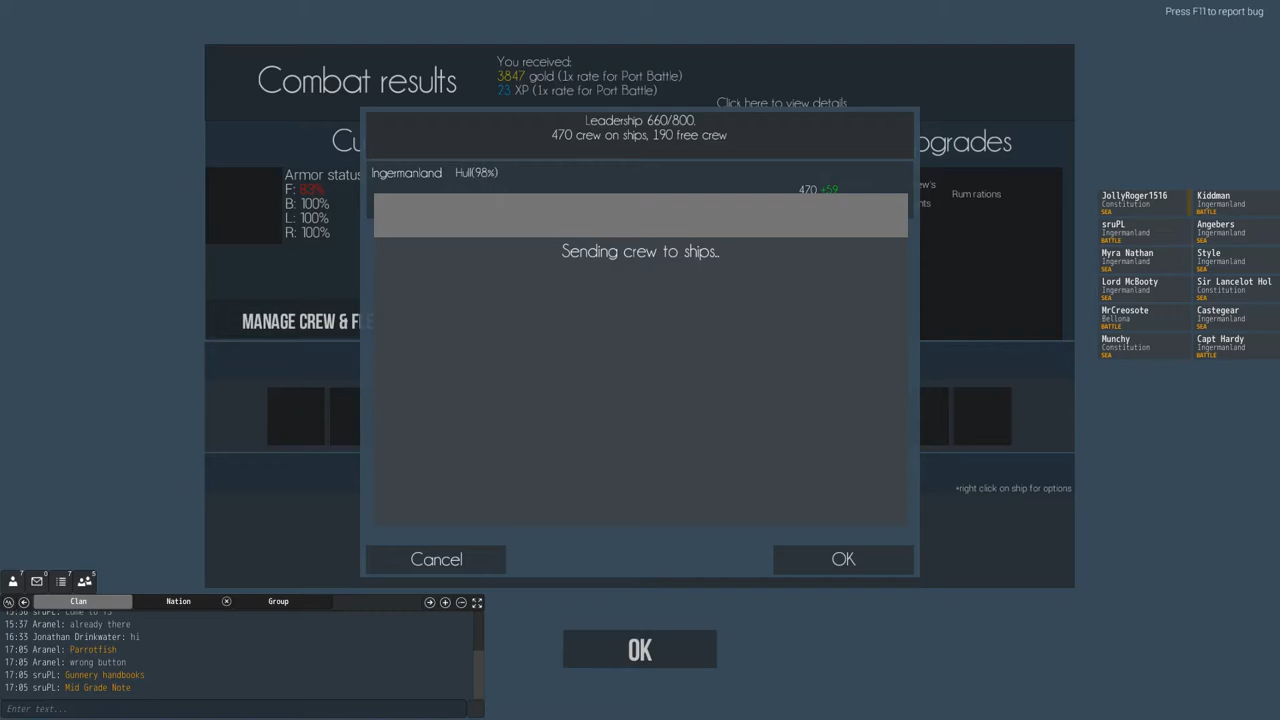 Press F11 to report bug
Combat results
You received:
3847 gold (1x rate for Port Battle)
23 XP (1x rate for Port Battle)
Click here to view details
Leadership 660/800.
470 crew on ships, 190 free crew
Ingermanland Hull(98%)
470 +59
Armor status
F: 83%
B: 100%
L: 100%
R: 100%
pgrades
Rum rations
Sending crew to ships..
MANAGE CREW & FL
*right click on ship for options
Cancel
OK
OK
JollyRoger1516
Constitution
SEA
Kiddman
Ingermanland
BATTLE
sruPL
Ingermanland
BATTLE
Angebers
Ingermanland
SEA
Myra Nathan
Ingermanland
SEA
Style
Ingermanland
SEA
Lord McBooty
Ingermanland
SEA
Sir Lancelot Hol
Constitution
SEA
MrCreosote
Bellona
BATTLE
Castegear
Ingermanland
SEA
Munchy
Constitution
SEA
Capt Hardy
Ingermanland
BATTLE
7 0 7 5
Clan Nation Group
15:37 Aranel: already there
16:33 Jonathan Drinkwater: hi
17:05 Aranel: Parrotfish
17:05 Aranel: wrong button
17:05 sruPL: Gunnery handbooks
17:05 sruPL: Mid Grade Note
Enter text...